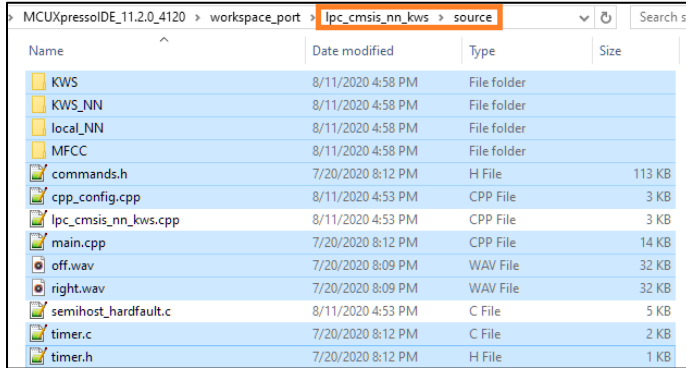 MCUXpressoIDE_11.2.0_4120 › workspace_port › lpc_cmsis_nn_kws › source Search s
Name Date modified Type Size
KWS 8/11/2020 4:58 PM File folder
KWS_NN 8/11/2020 4:58 PM File folder
local_NN 8/11/2020 4:58 PM File folder
MFCC 8/11/2020 4:58 PM File folder
commands.h 7/20/2020 8:12 PM H File 113 KB
cpp_config.cpp 8/11/2020 4:53 PM CPP File 3 KB
lpc_cmsis_nn_kws.cpp 8/11/2020 4:53 PM CPP File 3 KB
main.cpp 7/20/2020 8:12 PM CPP File 14 KB
off.wav 7/20/2020 8:09 PM WAV File 32 KB
right.wav 7/20/2020 8:09 PM WAV File 32 KB
semihost_hardfault.c 8/11/2020 4:53 PM C File 5 KB
timer.c 7/20/2020 8:12 PM C File 2 KB
timer.h 7/20/2020 8:12 PM H File 1 KB